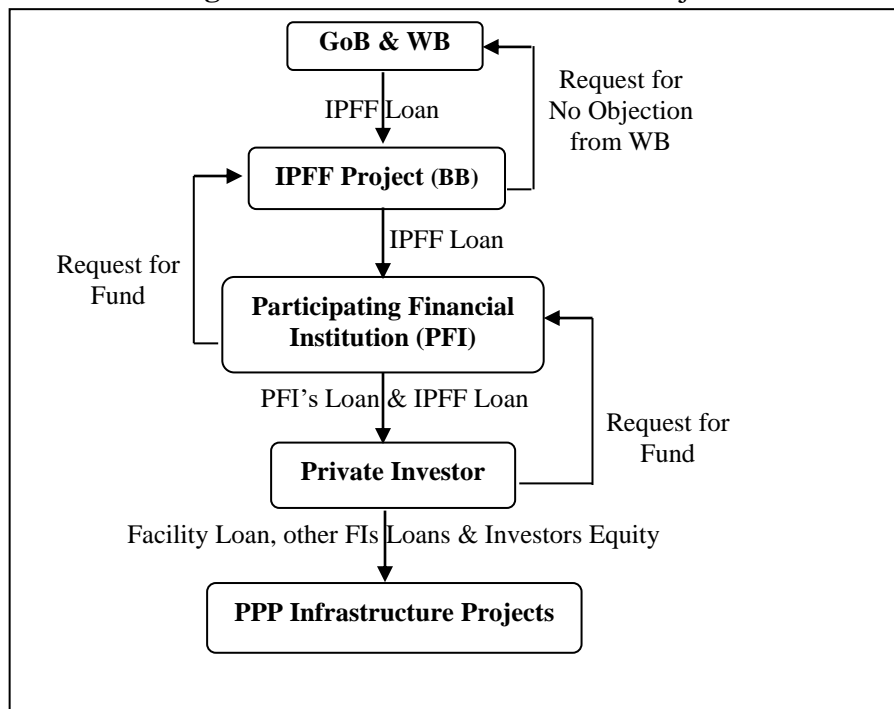 GoB & WB
Request for
No Objection
from WB
IPFF Loan
IPFF Project (BB)
IPFF Loan
Request for
Fund
Participating Financial
Institution (PFI)
PFI's Loan & IPFF Loan
Request for
Fund
Private Investor
Facility Loan, other FIs Loans & Investors Equity
PPP Infrastructure Projects